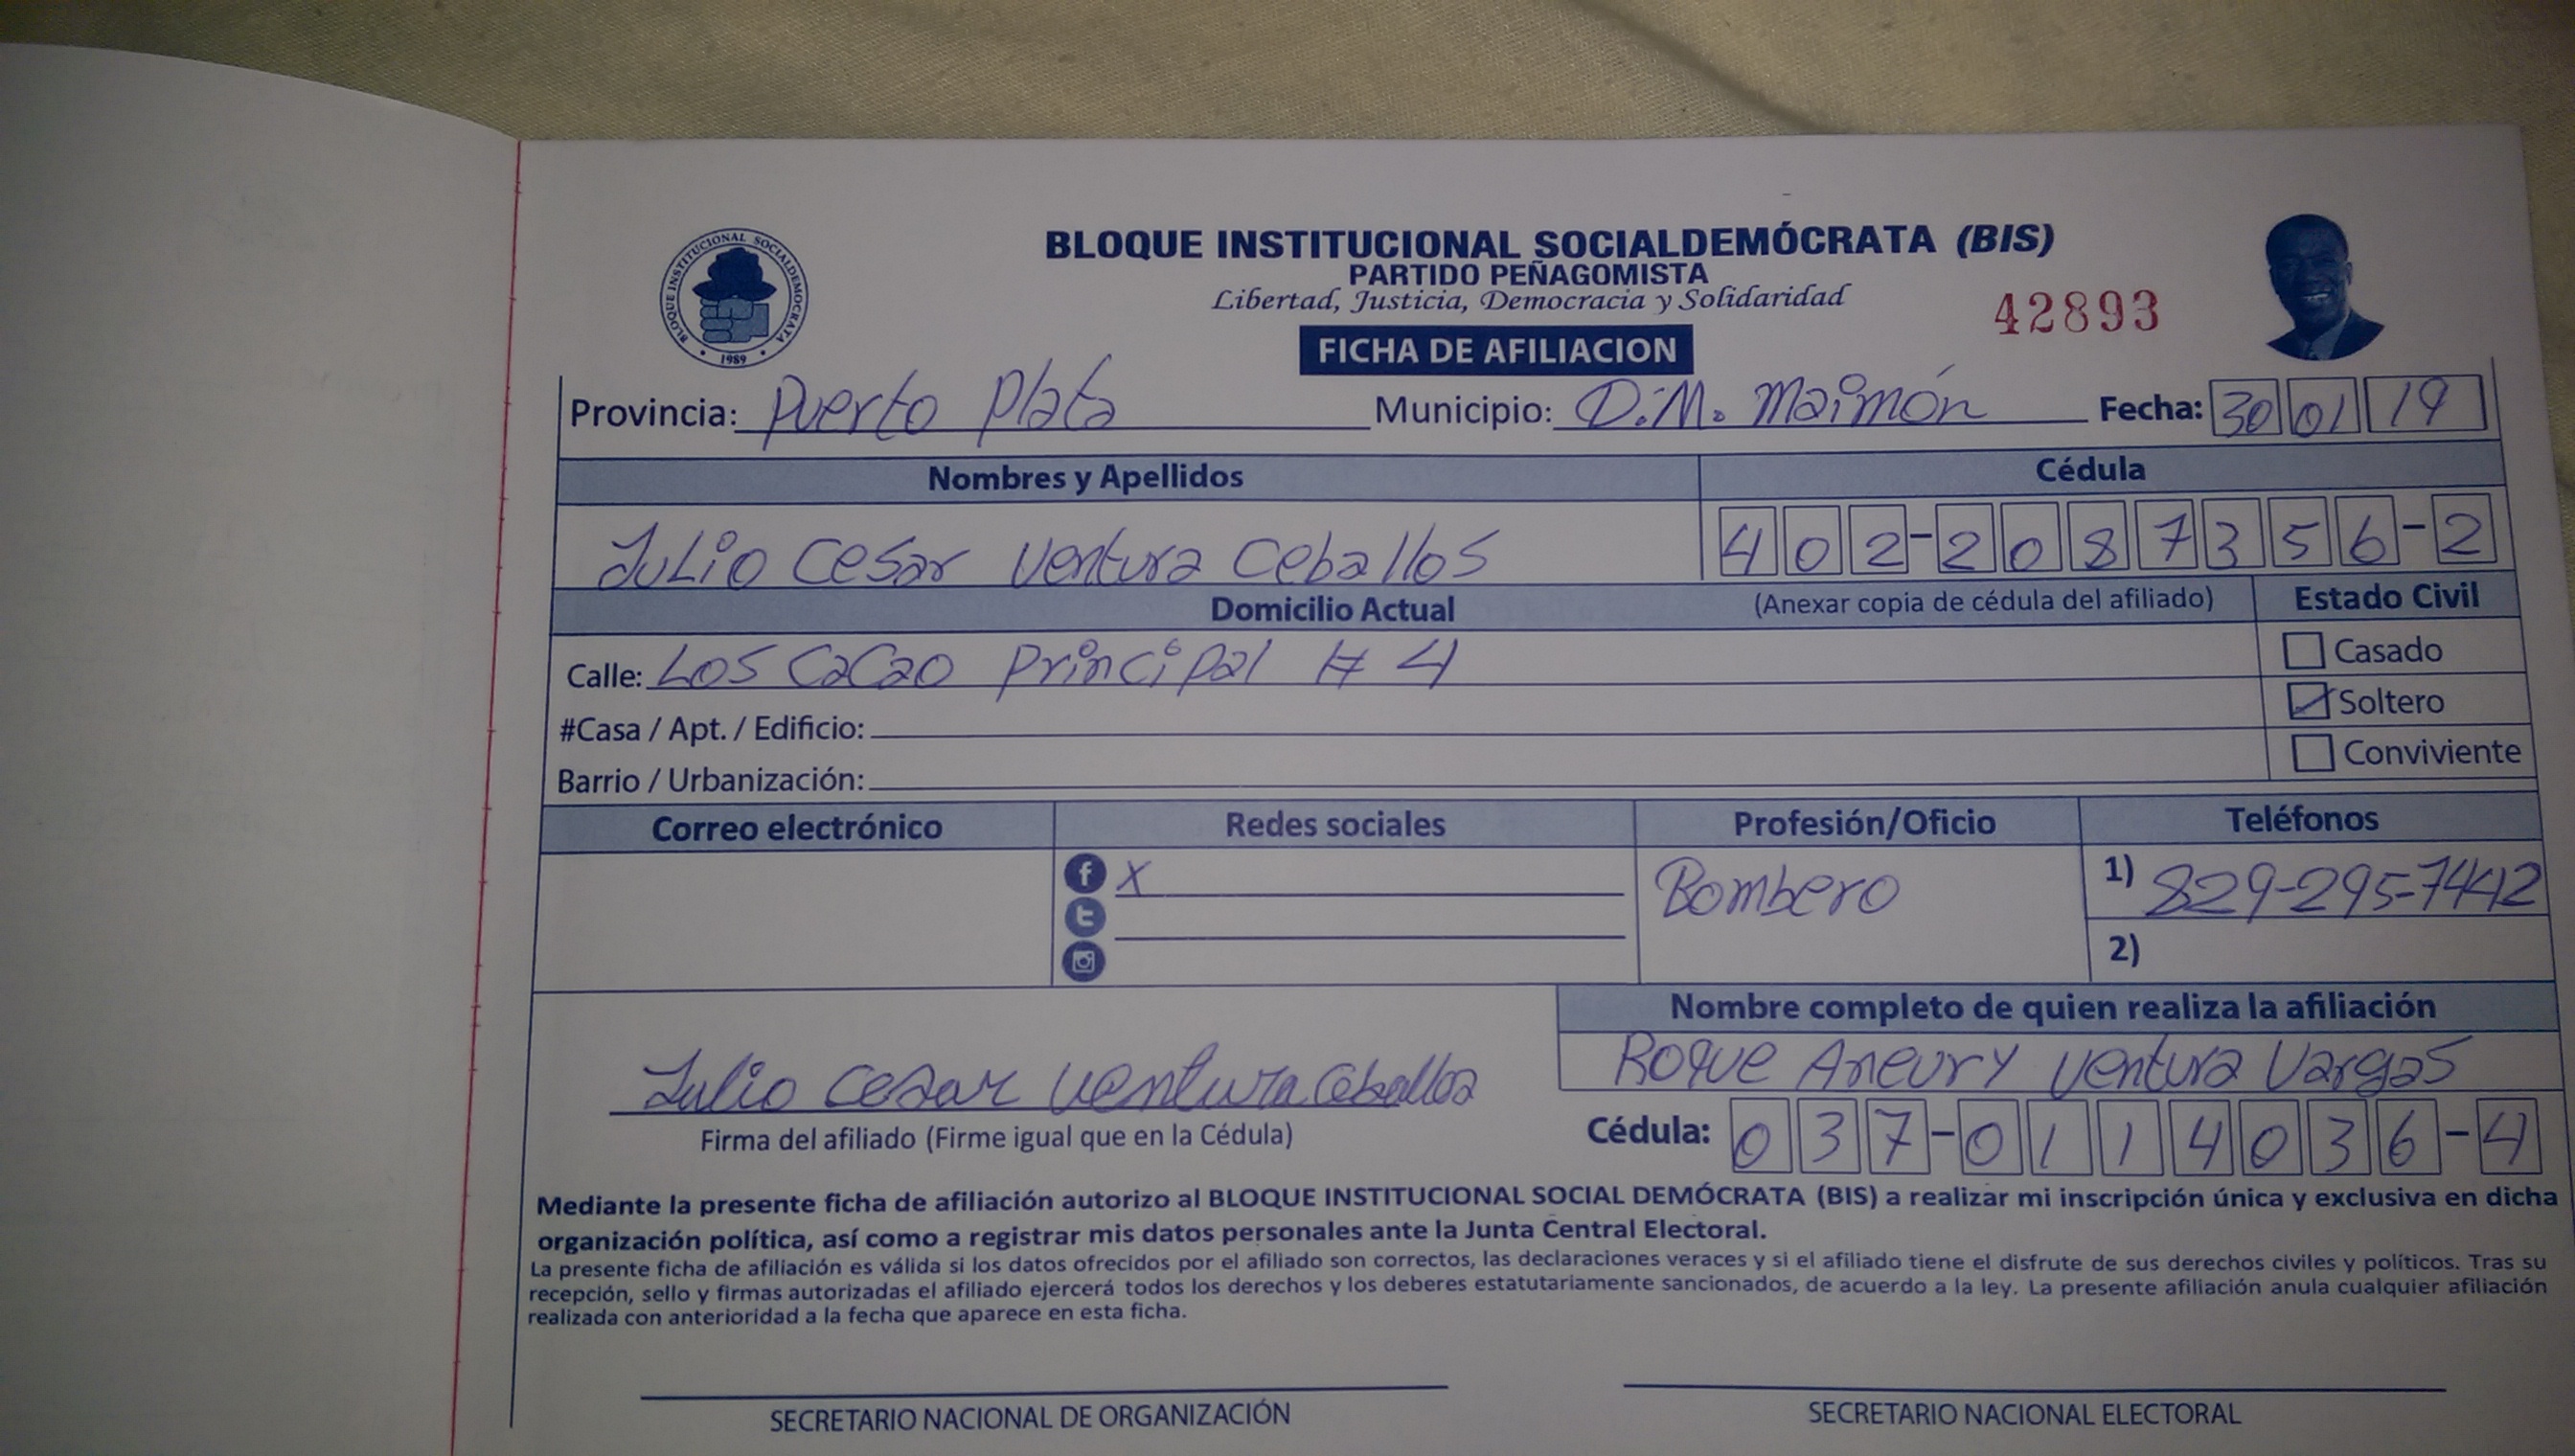 BLOQUE INSTITUCIONAL SOCIALDEMÓCRATA (BIS)
PARTIDO PEÑAGOMISTA
Libertad, Justicia, Democracia y Solidaridad
BLOQUE INSTITUCIONAL SOCIALDEMOCRATA
1989
42893
FICHA DE AFILIACION
Provincia: Puerto Plata Municipio: D.M. Maimón Fecha: 30 01 19
Nombres y Apellidos Cédula
Julio Cesar Ventura Ceballos 402-2087356-2
Domicilio Actual (Anexar copia de cédula del afiliado) Estado Civil
Calle: Los Cacao Principal # 4 Casado
#Casa / Apt. / Edificio: Soltero
Barrio / Urbanización: Conviviente
Correo electrónico Redes sociales Profesión/Oficio Teléfonos
X Bombero 1) 829-295-7442
2)
Nombre completo de quien realiza la afiliación
Julio Cesar Ventura Ceballos Roque Aneury Ventura Vargas
Firma del afiliado (Firme igual que en la Cédula) Cédula: 037-0114036-4
Mediante la presente ficha de afiliación autorizo al BLOQUE INSTITUCIONAL SOCIAL DEMÓCRATA (BIS) a realizar mi inscripción única y exclusiva en dicha
organización política, así como a registrar mis datos personales ante la Junta Central Electoral.
La presente ficha de afiliación es válida si los datos ofrecidos por el afiliado son correctos, las declaraciones veraces y si el afiliado tiene el disfrute de sus derechos civiles y políticos. Tras su
recepción, sello y firmas autorizadas el afiliado ejercerá todos los derechos y los deberes estatutariamente sancionados, de acuerdo a la ley. La presente afiliación anula cualquier afiliación
realizada con anterioridad a la fecha que aparece en esta ficha.
SECRETARIO NACIONAL DE ORGANIZACIÓN SECRETARIO NACIONAL ELECTORAL